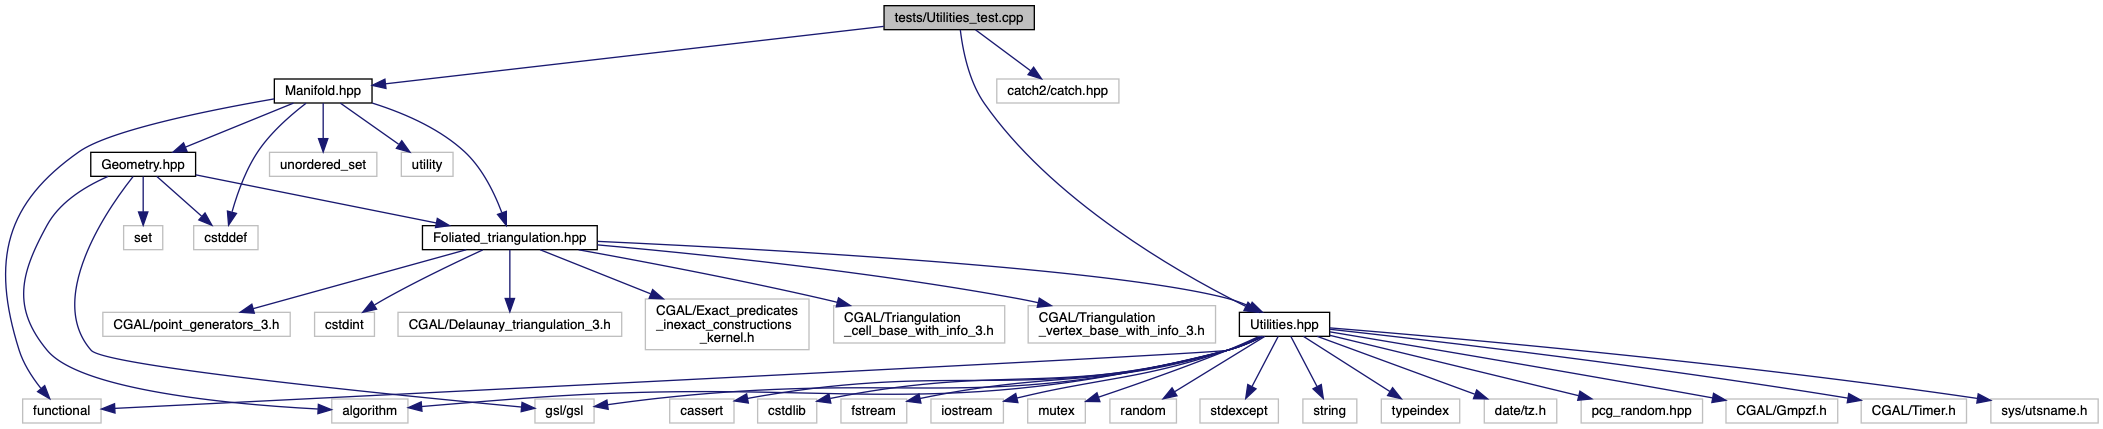 tests/Utilities_test.cpp
Manifold.hpp
catch2/catch.hpp
Geometry.hpp
unordered_set
utility
set
cstddef
Foliated_triangulation.hpp
CGAL/point_generators_3.h
cstdint
CGAL/Delaunay_triangulation_3.h
CGAL/Exact_predicates
_inexact_constructions
_kernel.h
CGAL/Triangulation
_cell_base_with_info_3.h
CGAL/Triangulation
_vertex_base_with_info_3.h
Utilities.hpp
functional
algorithm
gsl/gsl
cassert
cstdlib
fstream
iostream
mutex
random
stdexcept
string
typeindex
date/tz.h
pcg_random.hpp
CGAL/Gmpzf.h
CGAL/Timer.h
sys/utsname.h